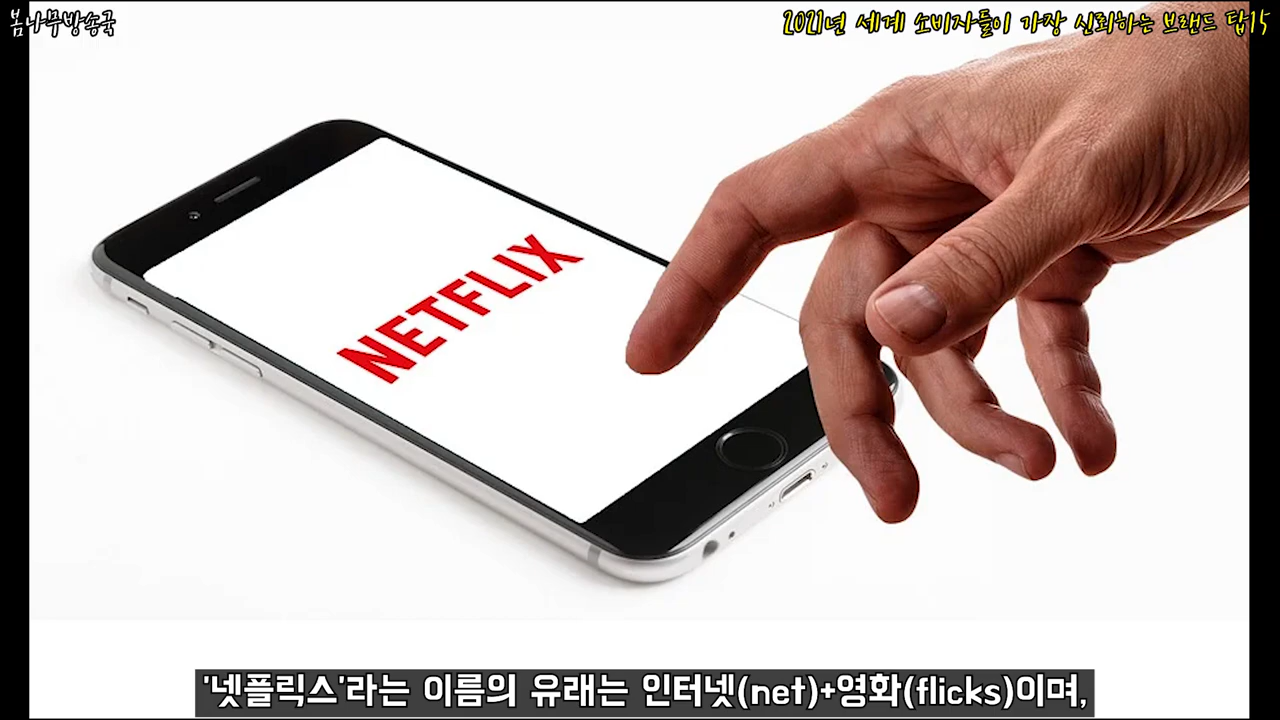 봄나무방송국
2021년 세계 소비자들이 가장 신뢰하는 브랜드 탑15
NETFLIX
'넷플릭스'라는 이름의 유래는 인터넷(net)+영화(flicks)이며,